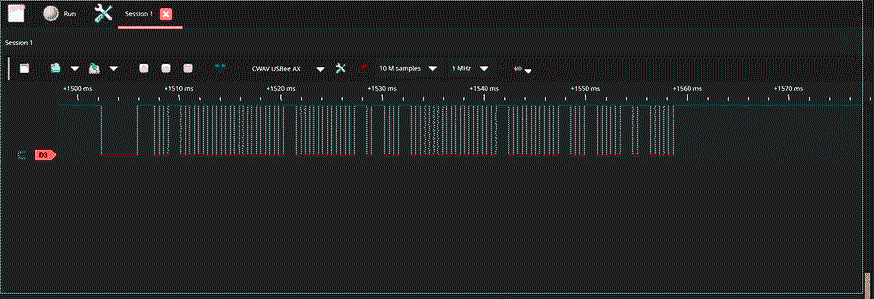 Run Session 1
Session 1
CWAV USBee AX 10 M samples 1 MHz
+1500 ms +1510 ms +1520 ms +1530 ms +1540 ms +1550 ms +1560 ms +1570 ms
D3